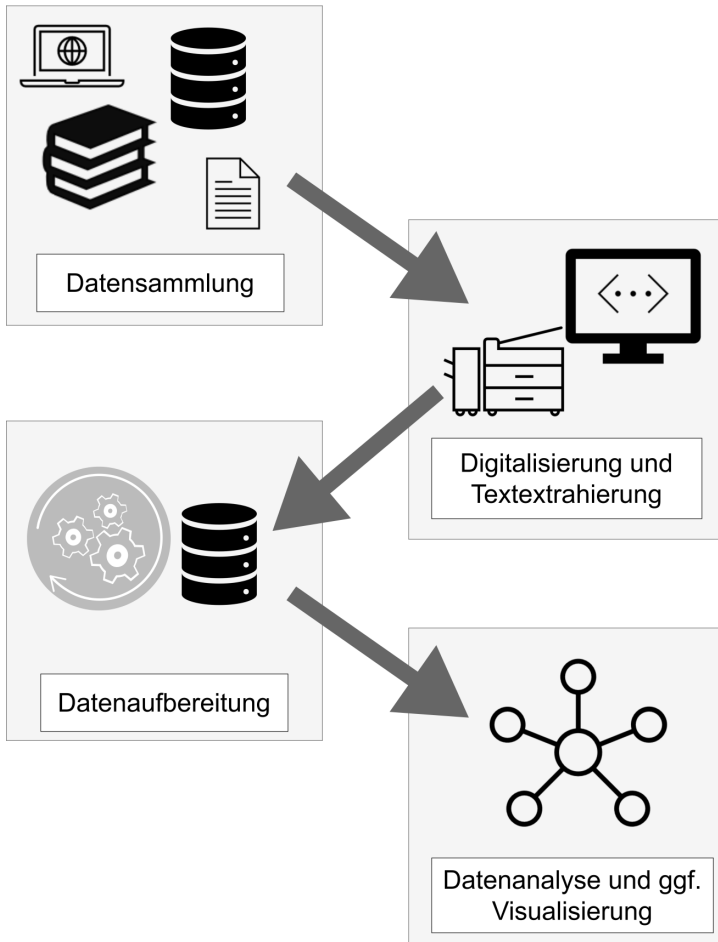 Datensammlung
Digitalisierung und
Textextrahierung
Datenaufbereitung
Datenanalyse und ggf.
Visualisierung